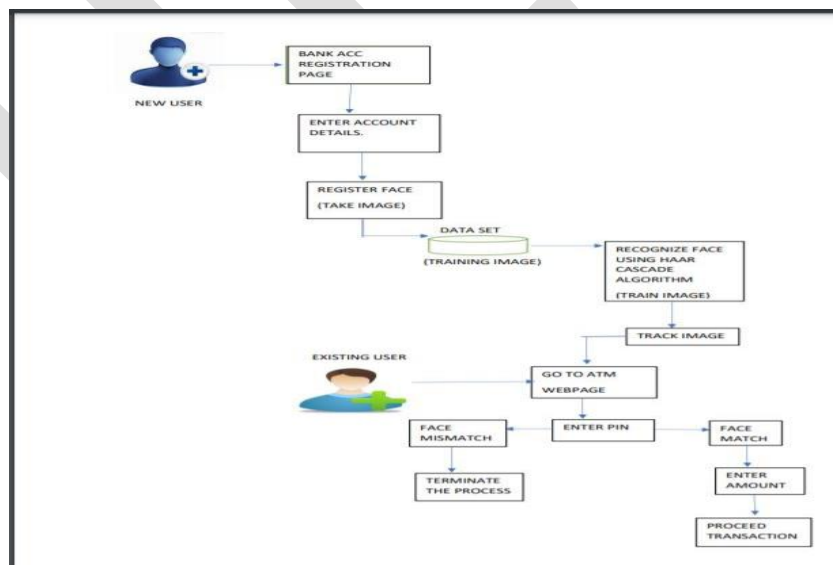 BANK ACC
REGISTRATION
PAGE
NEW USER
ENTER ACCOUNT
DETAILS.
REGISTER FACE
(TAKE IMAGE)
DATA SET
(TRAINING IMAGE)
RECOGNIZE FACE
USING HAAR
CASCADE
ALGORITHM
(TRAIN IMAGE)
TRACK IMAGE
EXISTING USER
GO TO ATM
WEBPAGE
FACE
MISMATCH
ENTER PIN
FACE
MATCH
TERMINATE
THE PROCESS
ENTER
AMOUNT
PROCEED
TRANSACTION